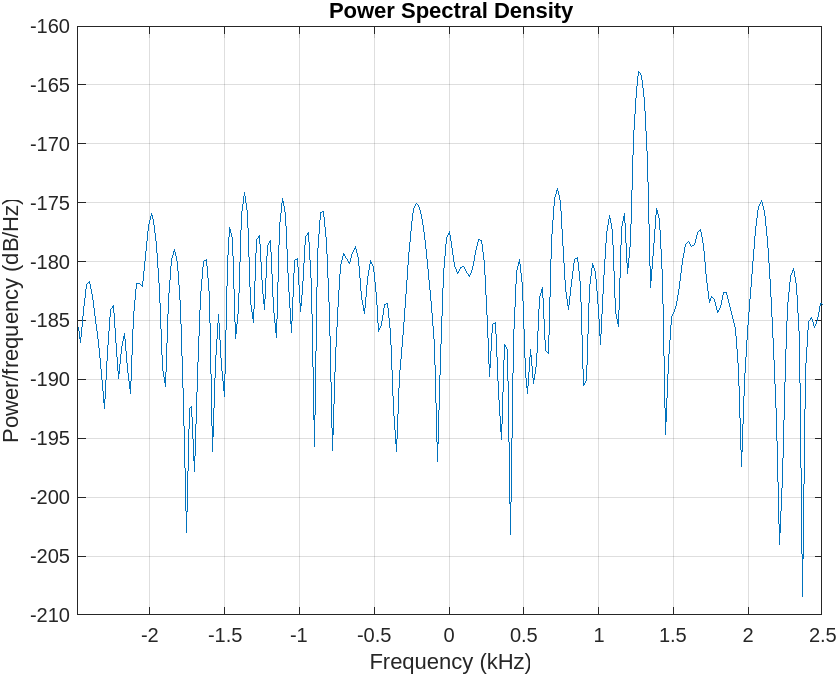 Power Spectral Density
-160
-165
-170
-175
-180
-185
-190
-195
-200
-205
-210
Power/frequency (dB/Hz)
-2 -1.5 -1 -0.5 0 0.5 1 1.5 2 2.5
Frequency (kHz)